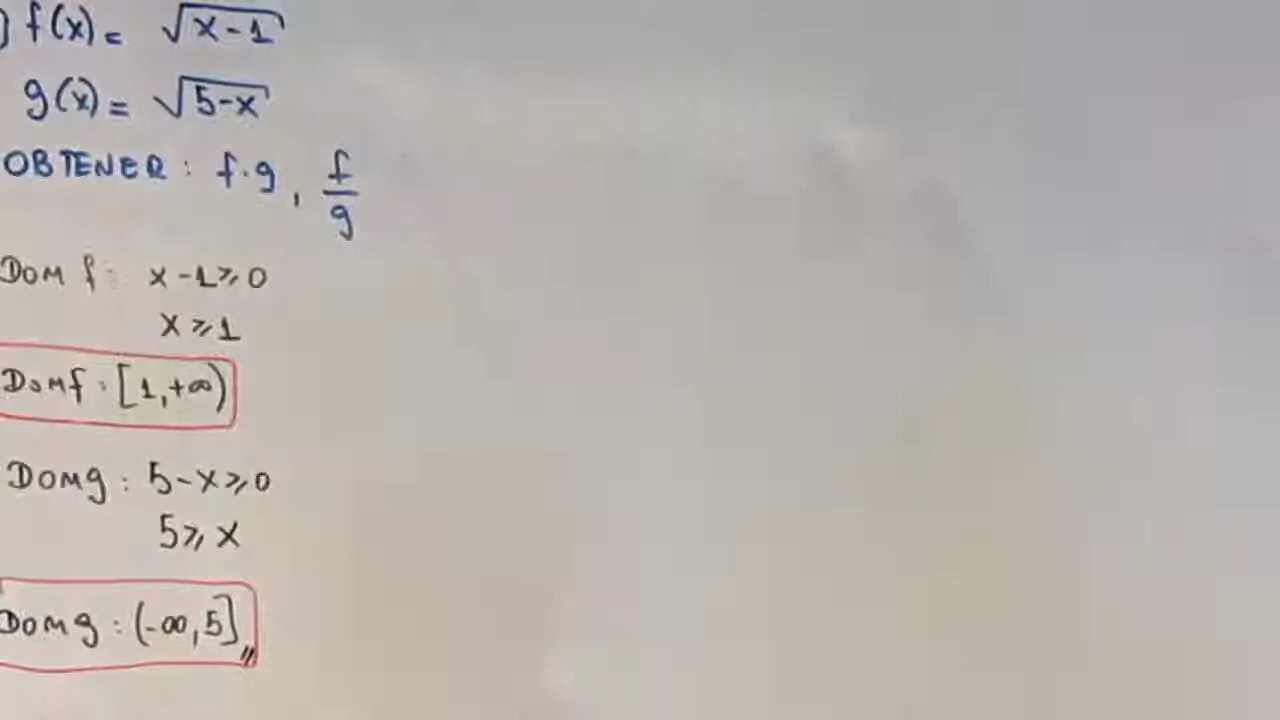 ) f(x) = √(x-1)
g(x) = √(5-x)
OBTENER: f·g, f/g
Dom f: x-1⩾0
x⩾1
Domf: [1,+∞)
Domg: 5-x⩾0
5⩾x
Domg: (-∞,5]〃